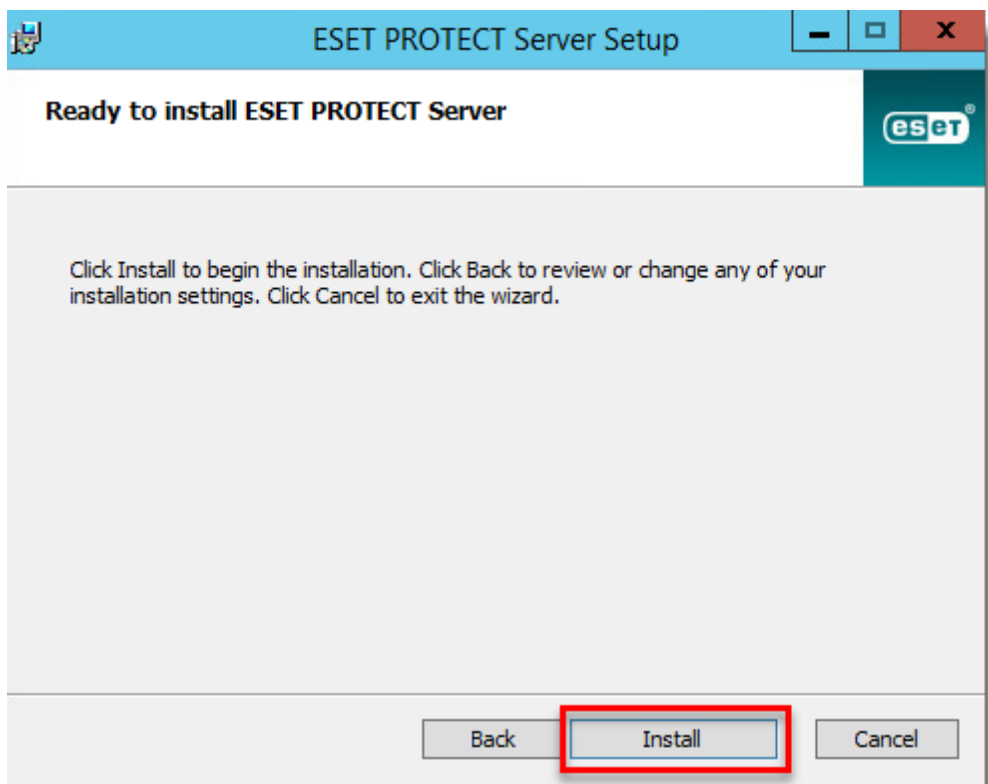 ESET PROTECT Server Setup
Ready to install ESET PROTECT Server
eset®
Click Install to begin the installation. Click Back to review or change any of your
installation settings. Click Cancel to exit the wizard.
Back Install Cancel